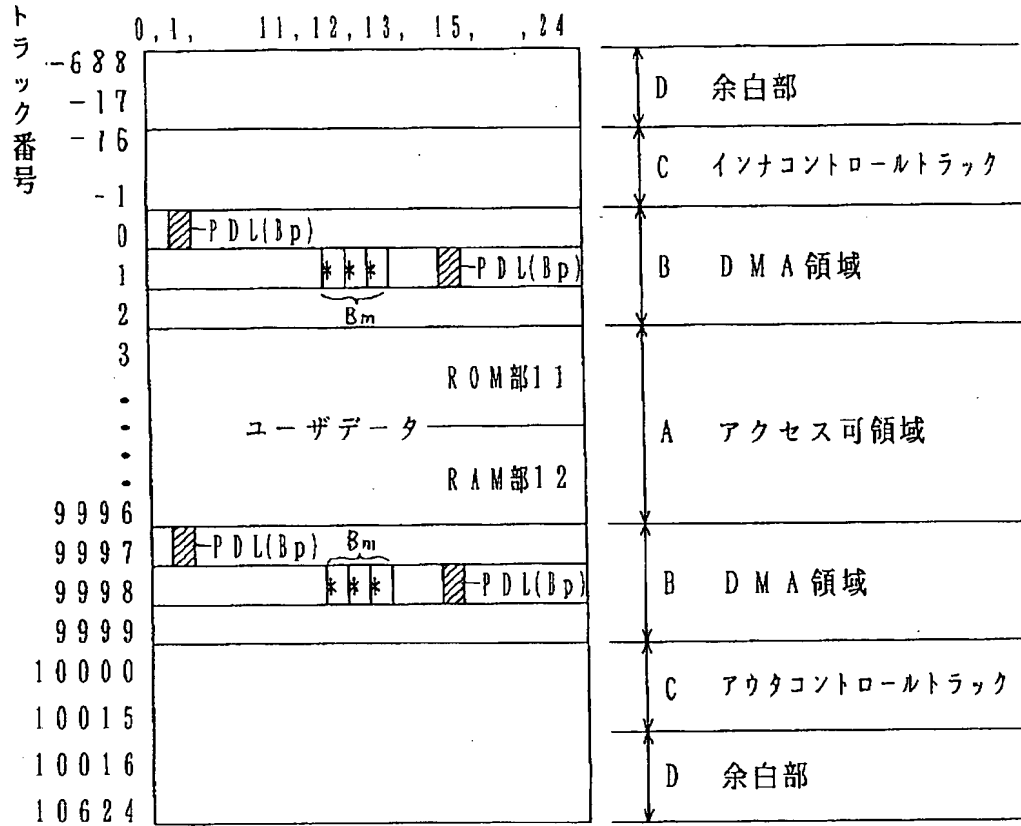 トラック番号
0,1, 11,12,13, 15, ,24
-688
-17
D 余白部
-16
-1
C インナコントロールトラック
0
PDL(Bp)
1
* * *
PDL(Bp)
Bm
2
B DMA領域
3
ROM部11
ユーザデータ
RAM部12
9996
A アクセス可領域
9997
PDL(Bp) Bm
9998
* * *
PDL(Bp)
9999
B DMA領域
10000
10015
C アウタコントロールトラック
10016
10624
D 余白部